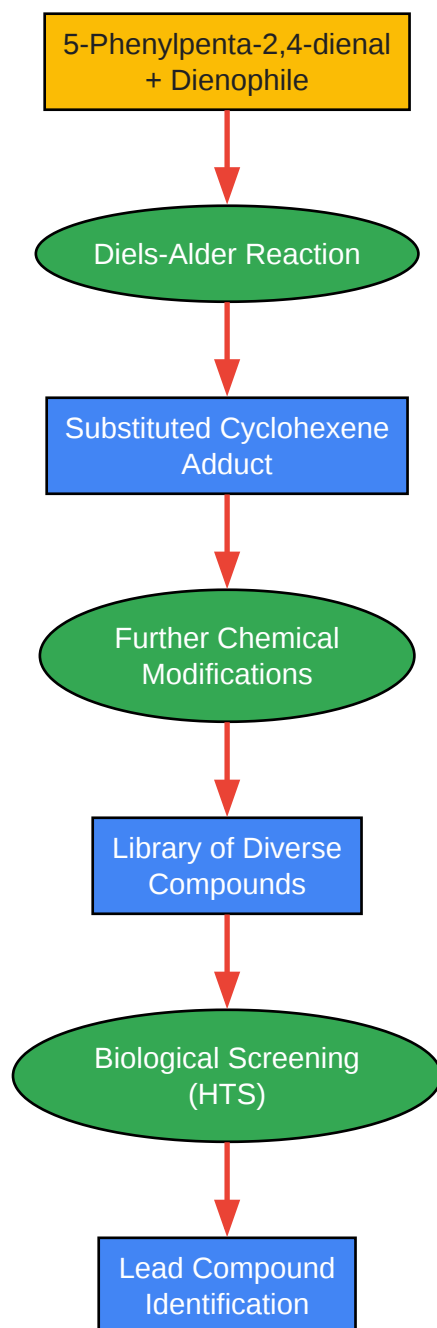 5-Phenylpenta-2,4-dienal
+ Dienophile
Diels-Alder Reaction
Substituted Cyclohexene
Adduct
Further Chemical
Modifications
Library of Diverse
Compounds
Biological Screening
(HTS)
Lead Compound
Identification